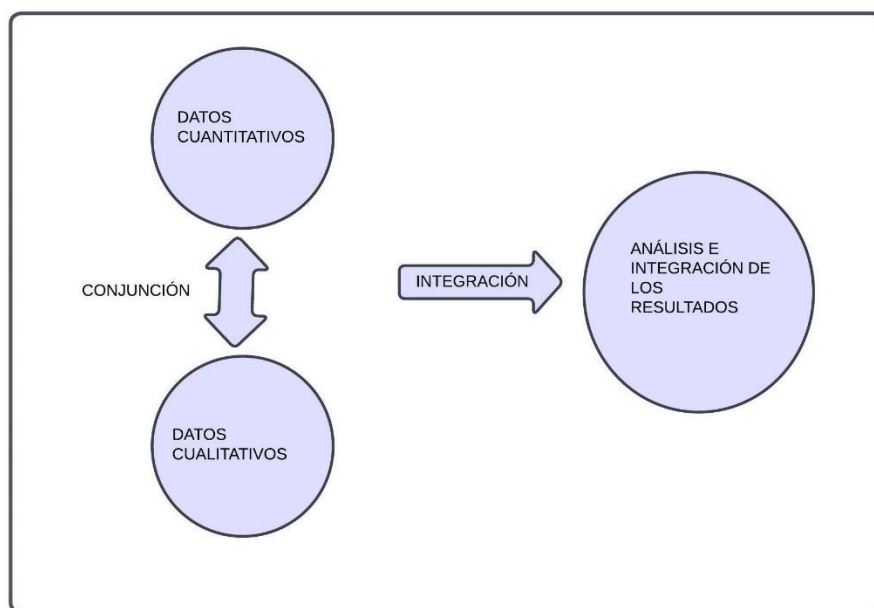 DATOS
CUANTITATIVOS
CONJUNCIÓN
DATOS
CUALITATIVOS
INTEGRACIÓN
ANÁLISIS E
INTEGRACIÓN DE
LOS
RESULTADOS